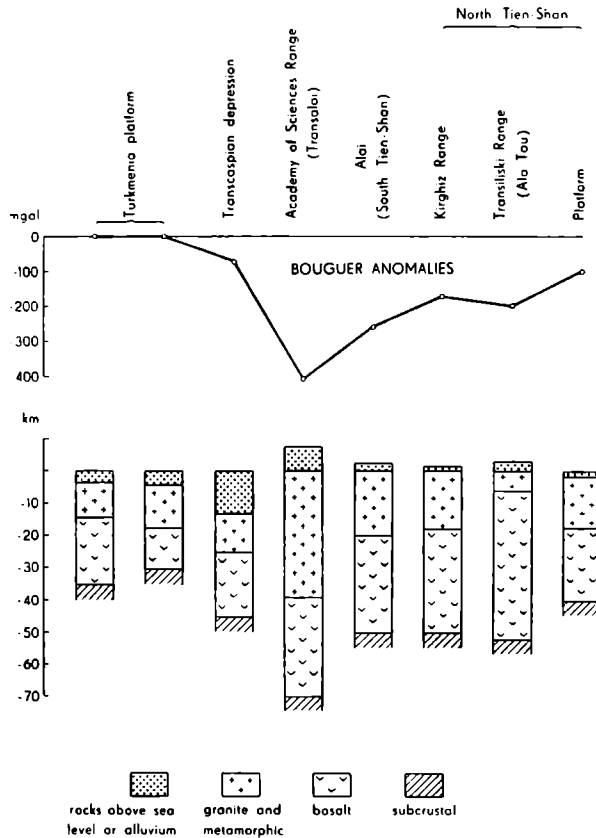 North Tien-Shan
Turkmenia platform
Transcaspian depression
Academy of Sciences Range
(Transalai)
Alai
(South Tien-Shan)
Kirghiz Range
Transiliski Range
(Ala Tau)
Platform
mgal
0
-100
-200
-300
400
BOUGUER ANOMALIES
km
-10
-20
-30
-40
-50
-60
-70
rocks above sea
level or alluvium
granite and
metamorphic
basalt
subcrustal